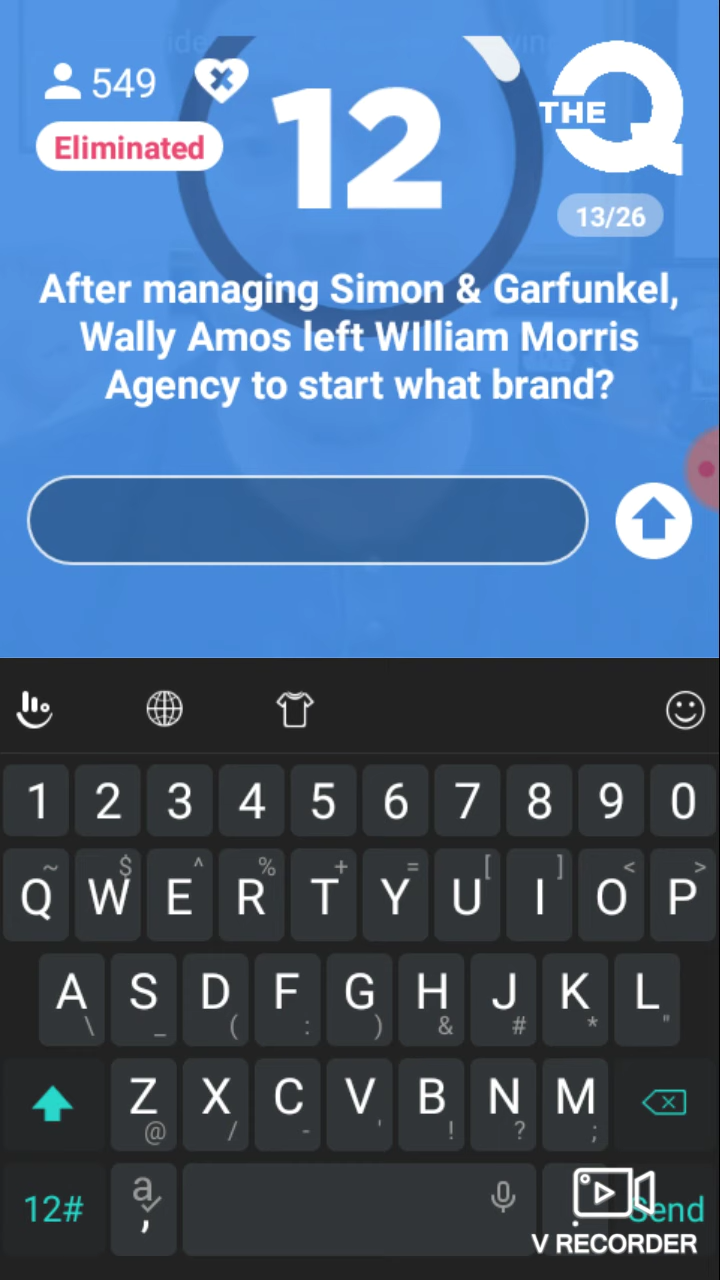 549
Eliminated
12
THE Q
13/26
After managing Simon & Garfunkel,
Wally Amos left WIlliam Morris
Agency to start what brand?
1 2 3 4 5 6 7 8 9 0
~ $ ^ % + = [ ] < >
Q W E R T Y U I O P
A S D F G H J K L
\ _ ( : ) & # * "
Z X C V B N M
@ / - ' ! ? ;
12# a , Send
V RECORDER